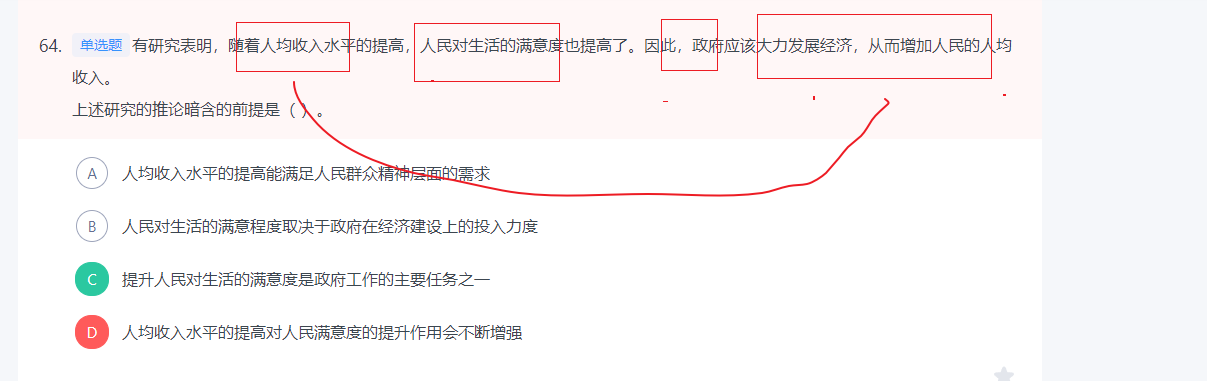 64. 单选题 有研究表明，随着人均收入水平的提高，人民对生活的满意度也提高了。因此，政府应该大力发展经济，从而增加人民的人均
收入。
上述研究的推论暗含的前提是（ ）。
A 人均收入水平的提高能满足人民群众精神层面的需求
B 人民对生活的满意程度取决于政府在经济建设上的投入力度
C 提升人民对生活的满意度是政府工作的主要任务之一
D 人均收入水平的提高对人民满意度的提升作用会不断增强